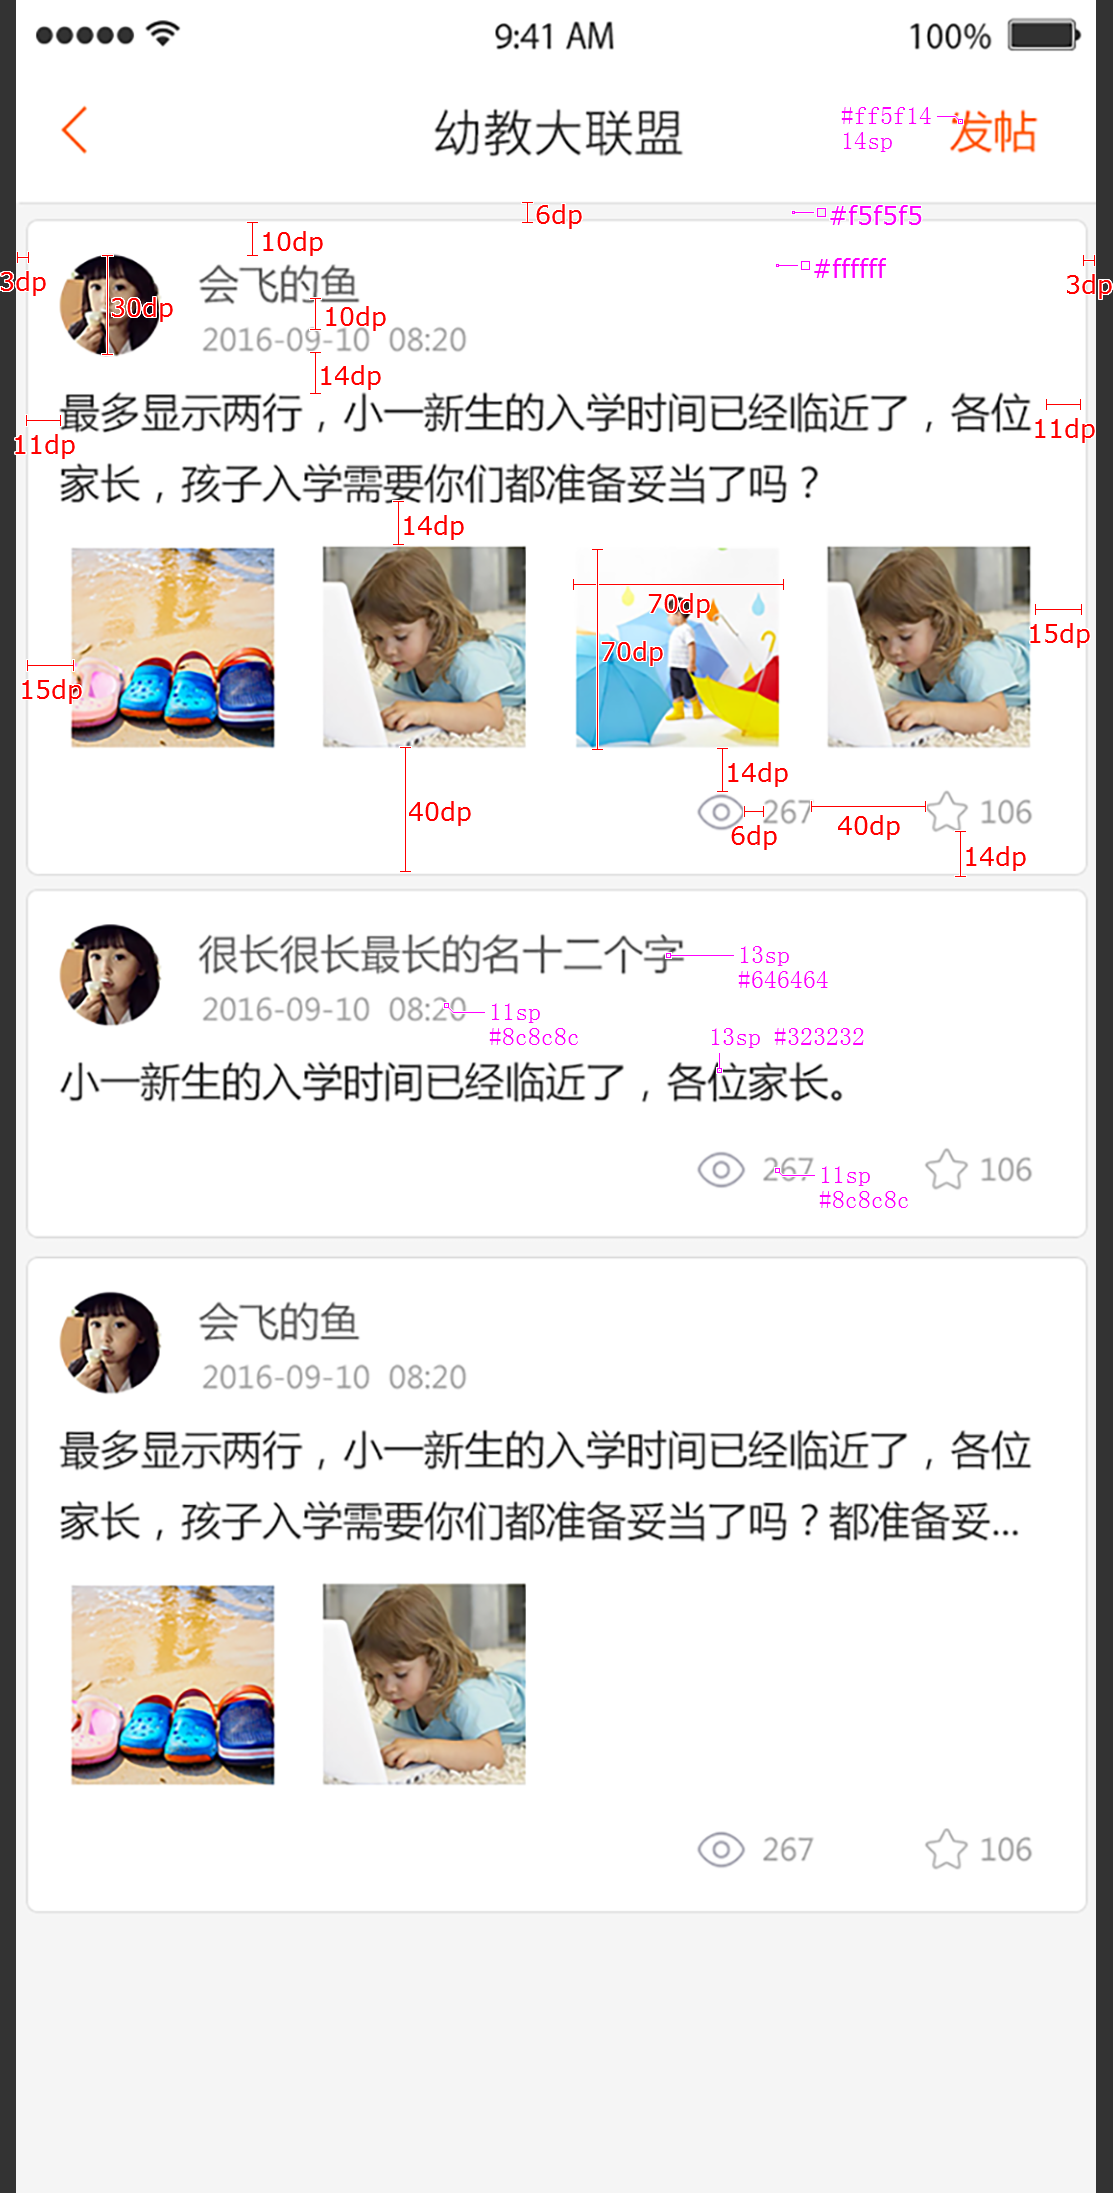 9:41 AM 100%
幼教大联盟 #ff5f14 发帖
14sp
6dp #f5f5f5
10dp
#ffffff
3dp 3dp
会飞的鱼
30dp
10dp
2016-09-10 08:20
14dp
最多显示两行，小一新生的入学时间已经临近了，各位
11dp 11dp
家长，孩子入学需要你们都准备妥当了吗？
14dp
70dp
70dp
15dp
15dp
14dp
40dp
267 40dp 106
6dp
14dp
很长很长最长的名十二个字 13sp
#646464
2016-09-10 08:20 11sp
#8c8c8c
13sp #323232
小一新生的入学时间已经临近了，各位家长。
267 106
11sp
#8c8c8c
会飞的鱼
2016-09-10 08:20
最多显示两行，小一新生的入学时间已经临近了，各位
家长，孩子入学需要你们都准备妥当了吗？都准备妥...
267 106